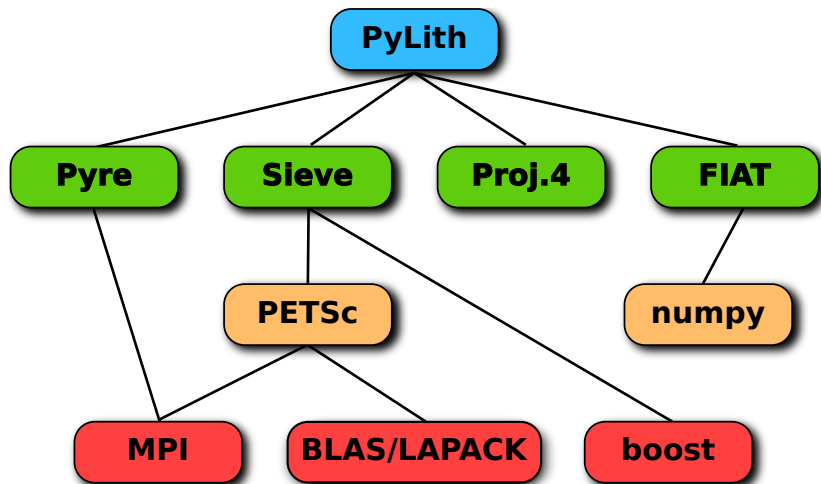 PyLith
Pyre
Sieve
Proj.4
FIAT
PETSc
numpy
MPI
BLAS/LAPACK
boost